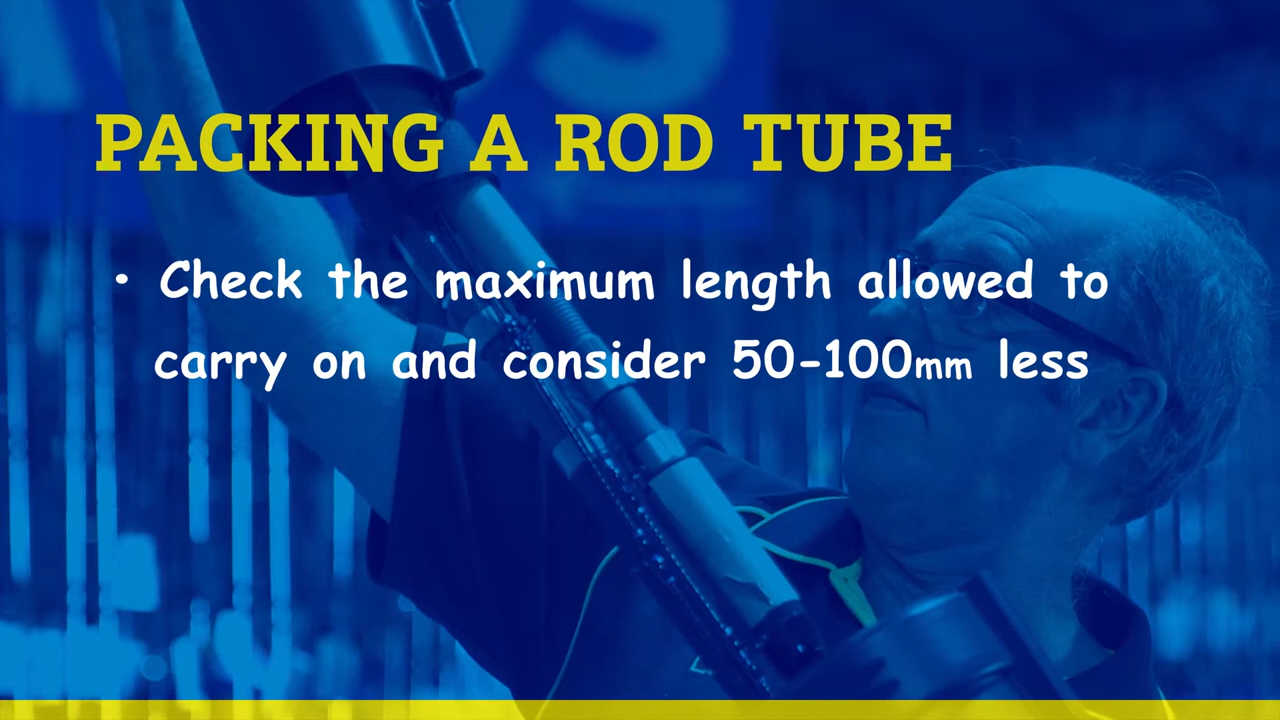 PACKING A ROD TUBE
• Check the maximum length allowed to
carry on and consider 50-100mm less